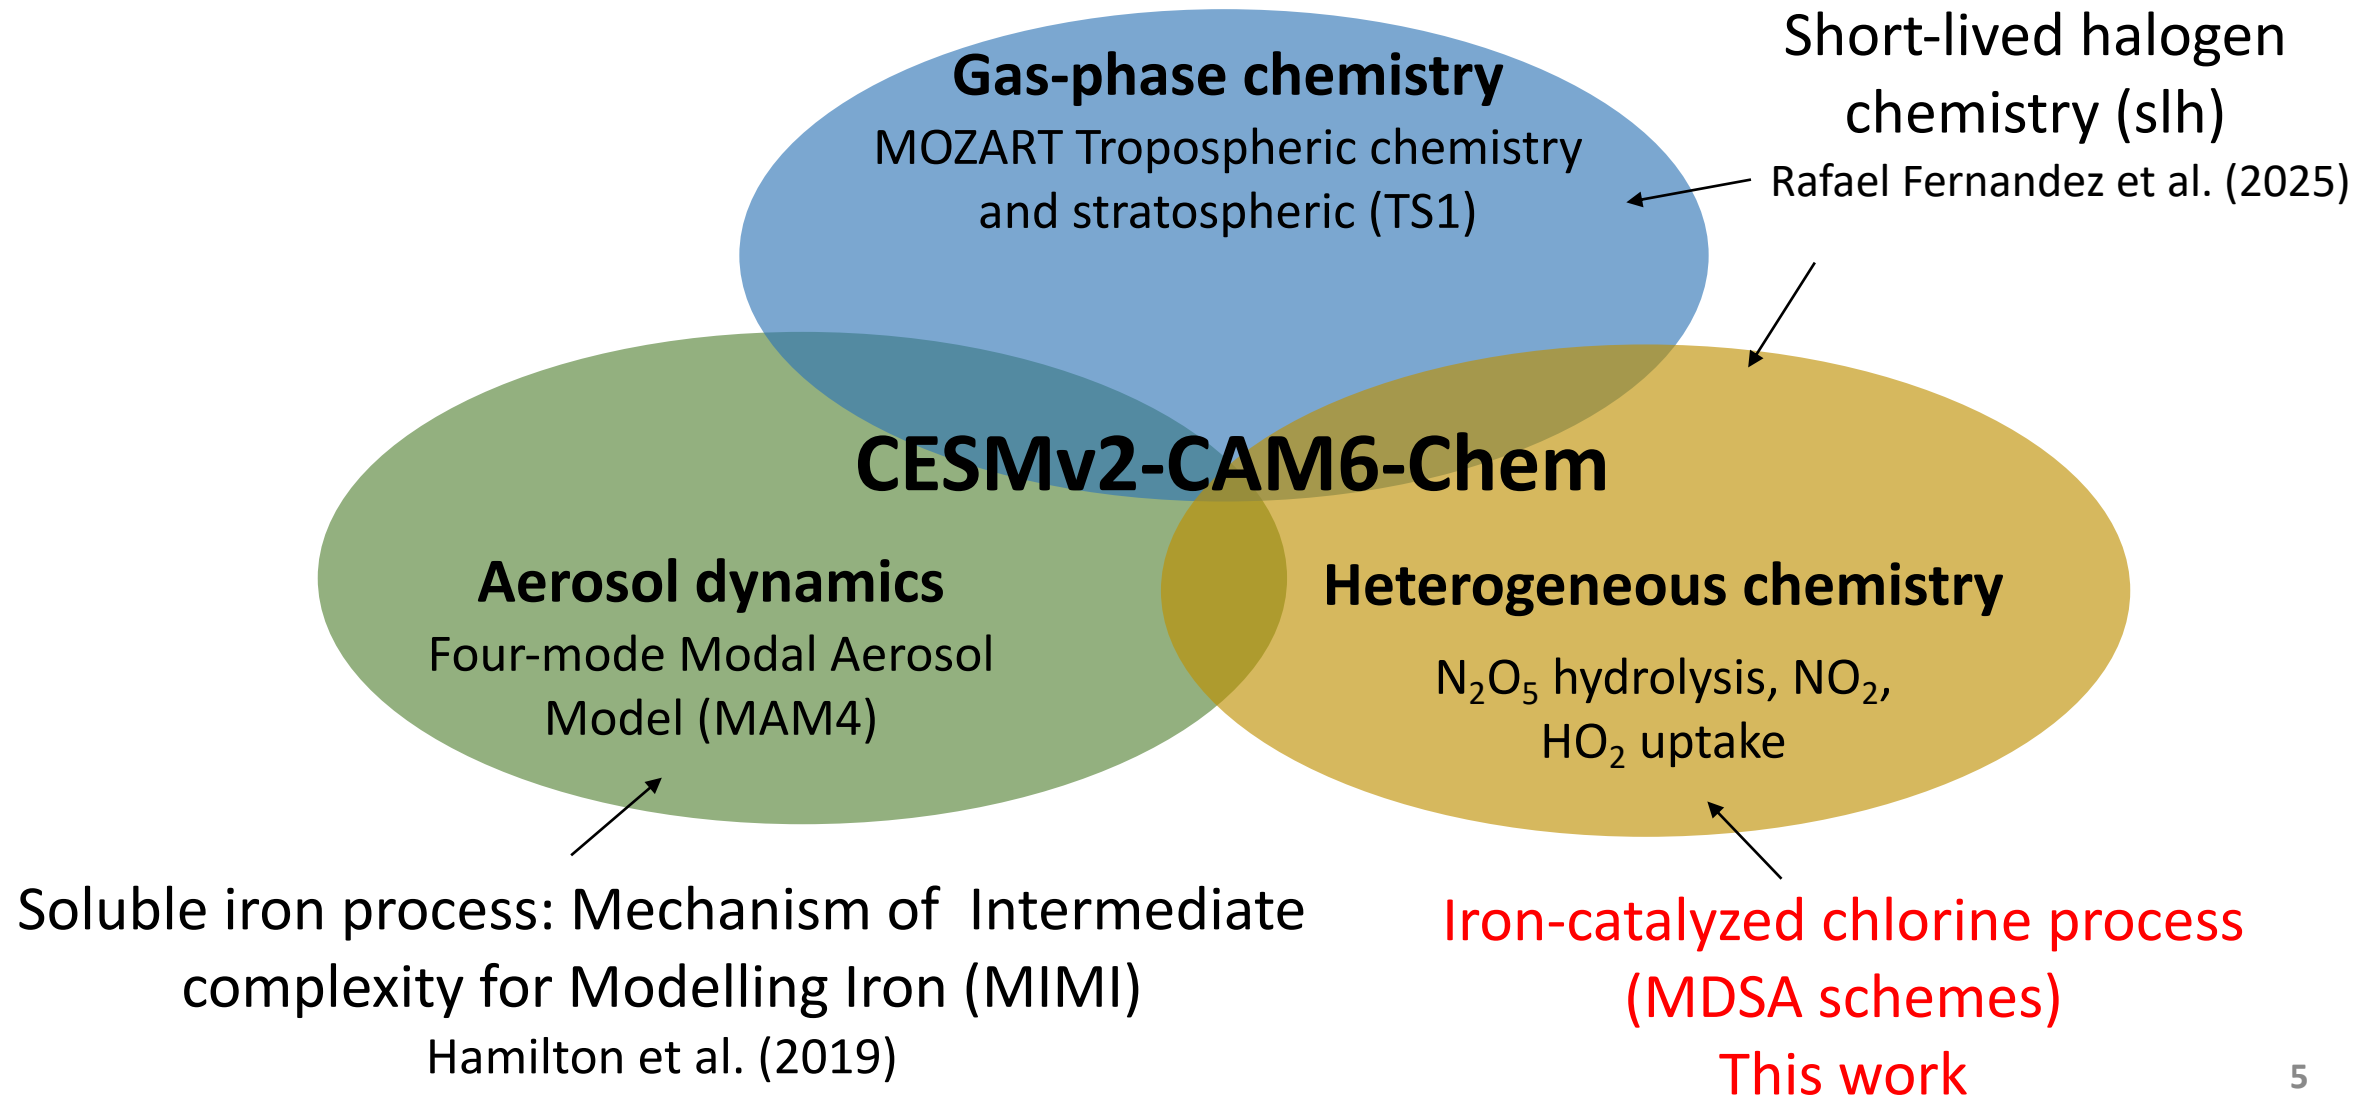 Gas-phase chemistry
MOZART Tropospheric chemistry
and stratospheric (TS1)
Short-lived halogen
chemistry (slh)
Rafael Fernandez et al. (2025)
CESMv2-CAM6-Chem
Aerosol dynamics
Four-mode Modal Aerosol
Model (MAM4)
Heterogeneous chemistry
N₂O₅ hydrolysis, NO₂,
HO₂ uptake
Soluble iron process: Mechanism of Intermediate
complexity for Modelling Iron (MIMI)
Hamilton et al. (2019)
Iron-catalyzed chlorine process
(MDSA schemes)
This work
5